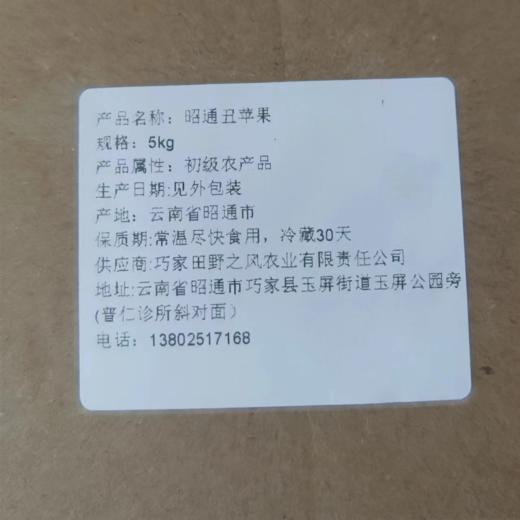 产品名称：昭通丑苹果
规格：5kg
产品属性：初级农产品
生产日期:见外包装
产地：云南省昭通市
保质期:常温尽快食用，冷藏30天
供应商:巧家田野之风农业有限责任公司
地址:云南省昭通市巧家县玉屏街道玉屏公园旁
(普仁诊所斜对面）
电话：13802517168